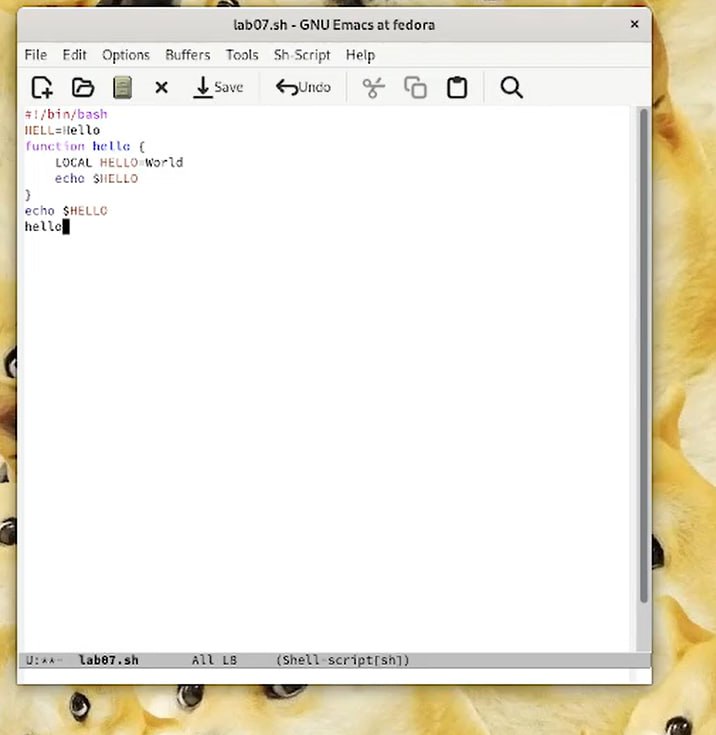 lab07.sh - GNU Emacs at fedora
File Edit Options Buffers Tools Sh-Script Help
Save Undo
#!/bin/bash
HELL=Hello
function hello {
    LOCAL HELLO=World
    echo $HELLO
}
echo $HELLO
hello
U:**- lab07.sh All L8 (Shell-script[sh])